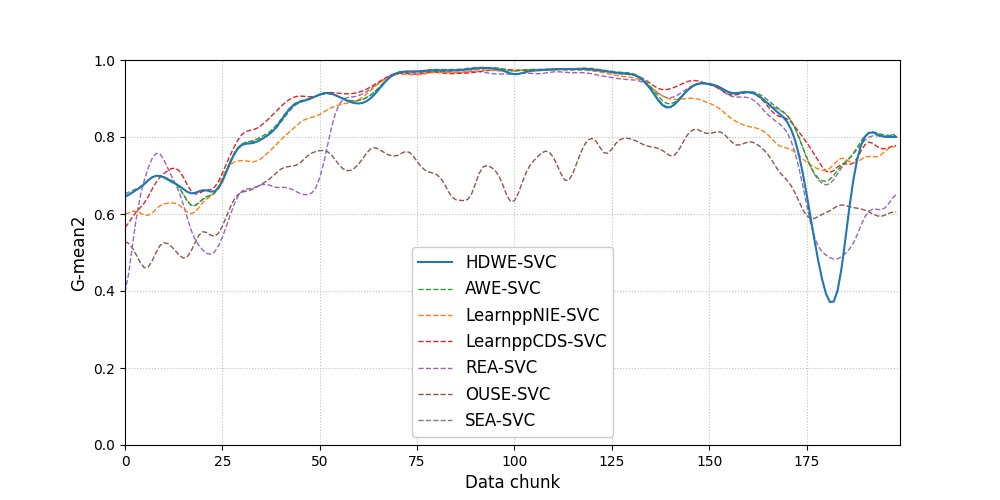 1.0
0.8
0.6
0.4
0.2
0.0
G-mean2
HDWE-SVC
AWE-SVC
LearnppNIE-SVC
LearnppCDS-SVC
REA-SVC
OUSE-SVC
SEA-SVC
0 25 50 75 100 125 150 175
Data chunk